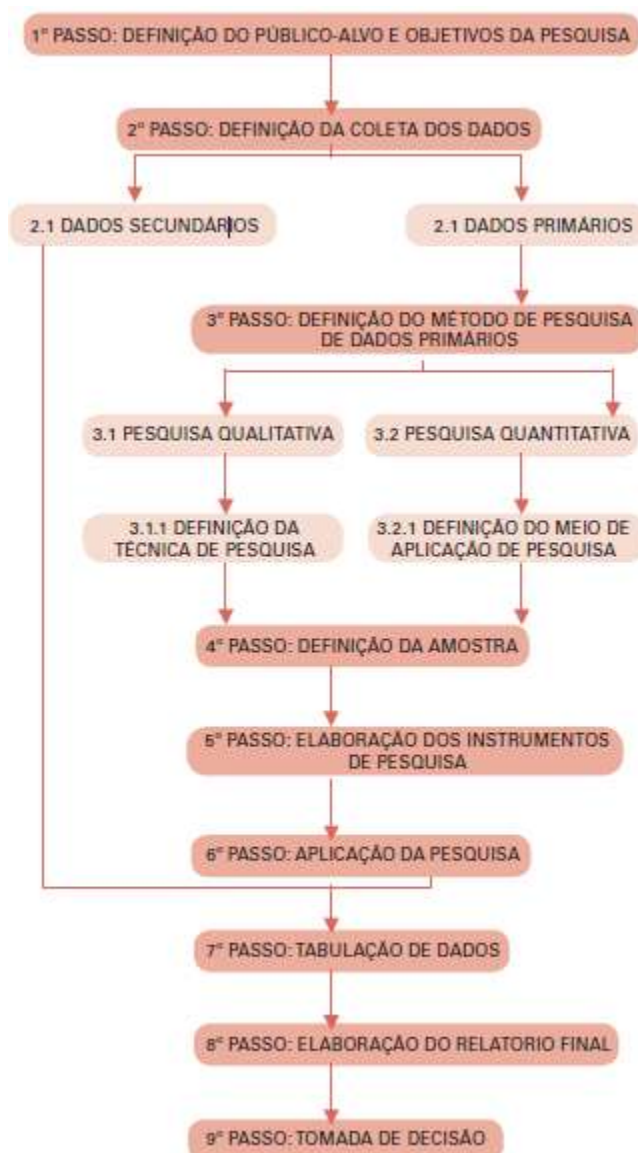 1º PASSO: DEFINIÇÃO DO PÚBLICO-ALVO E OBJETIVOS DA PESQUISA
2º PASSO: DEFINIÇÃO DA COLETA DOS DADOS
2.1 DADOS SECUNDÁRIOS
2.1 DADOS PRIMÁRIOS
3º PASSO: DEFINIÇÃO DO MÉTODO DE PESQUISA
DE DADOS PRIMÁRIOS
3.1 PESQUISA QUALITATIVA
3.2 PESQUISA QUANTITATIVA
3.1.1 DEFINIÇÃO DA
TÉCNICA DE PESQUISA
3.2.1 DEFINIÇÃO DO MEIO DE
APLICAÇÃO DE PESQUISA
4º PASSO: DEFINIÇÃO DA AMOSTRA
5º PASSO: ELABORAÇÃO DOS INSTRUMENTOS
DE PESQUISA
6º PASSO: APLICAÇÃO DA PESQUISA
7º PASSO: TABULAÇÃO DE DADOS
8º PASSO: ELABORAÇÃO DO RELATORIO FINAL
9º PASSO: TOMADA DE DECISÃO